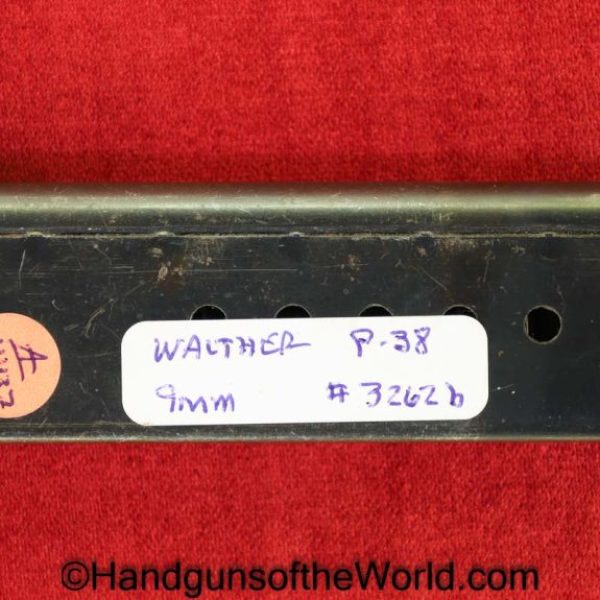 WALTHER P-38
9mm #3262b
©HandgunsoftheWorld.com